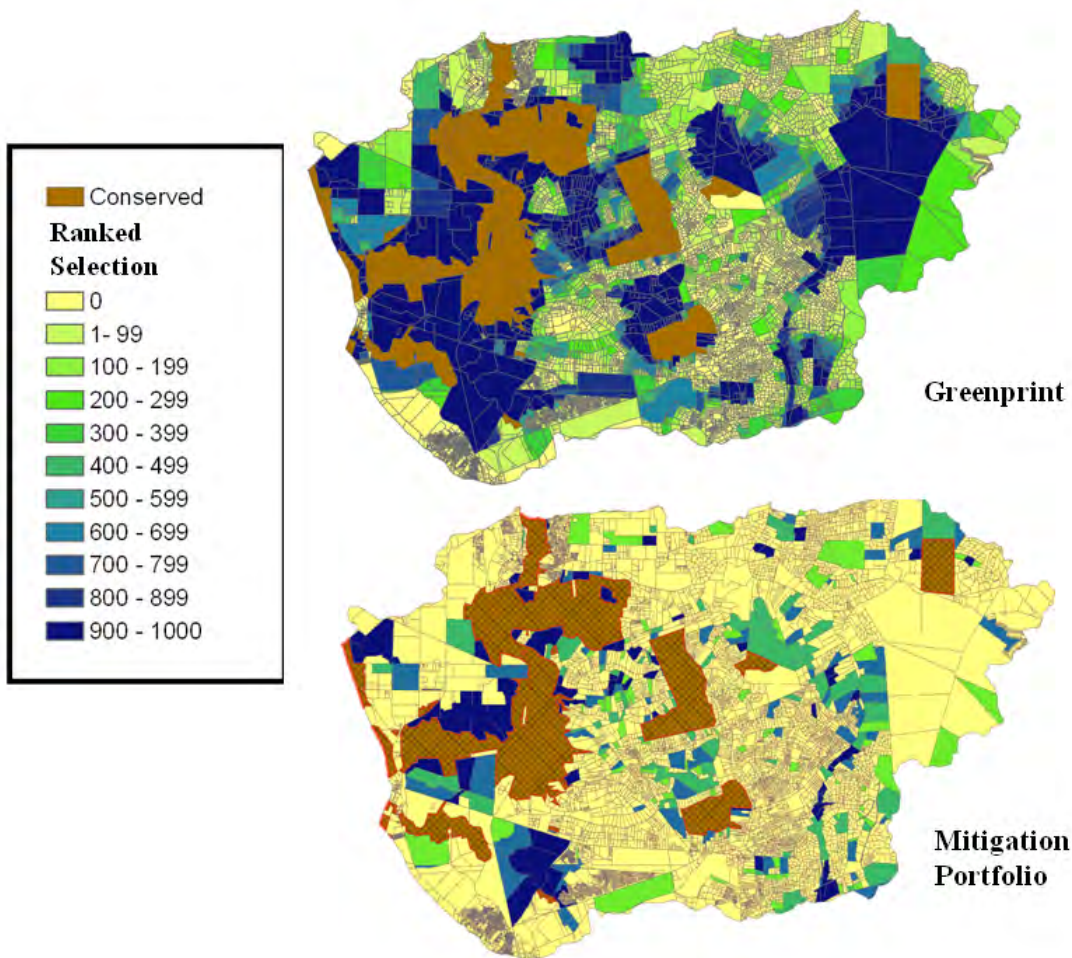 Conserved
Ranked
Selection
0
1- 99
100 - 199
200 - 299
300 - 399
400 - 499
500 - 599
600 - 699
700 - 799
800 - 899
900 - 1000
Greenprint
Mitigation
Portfolio